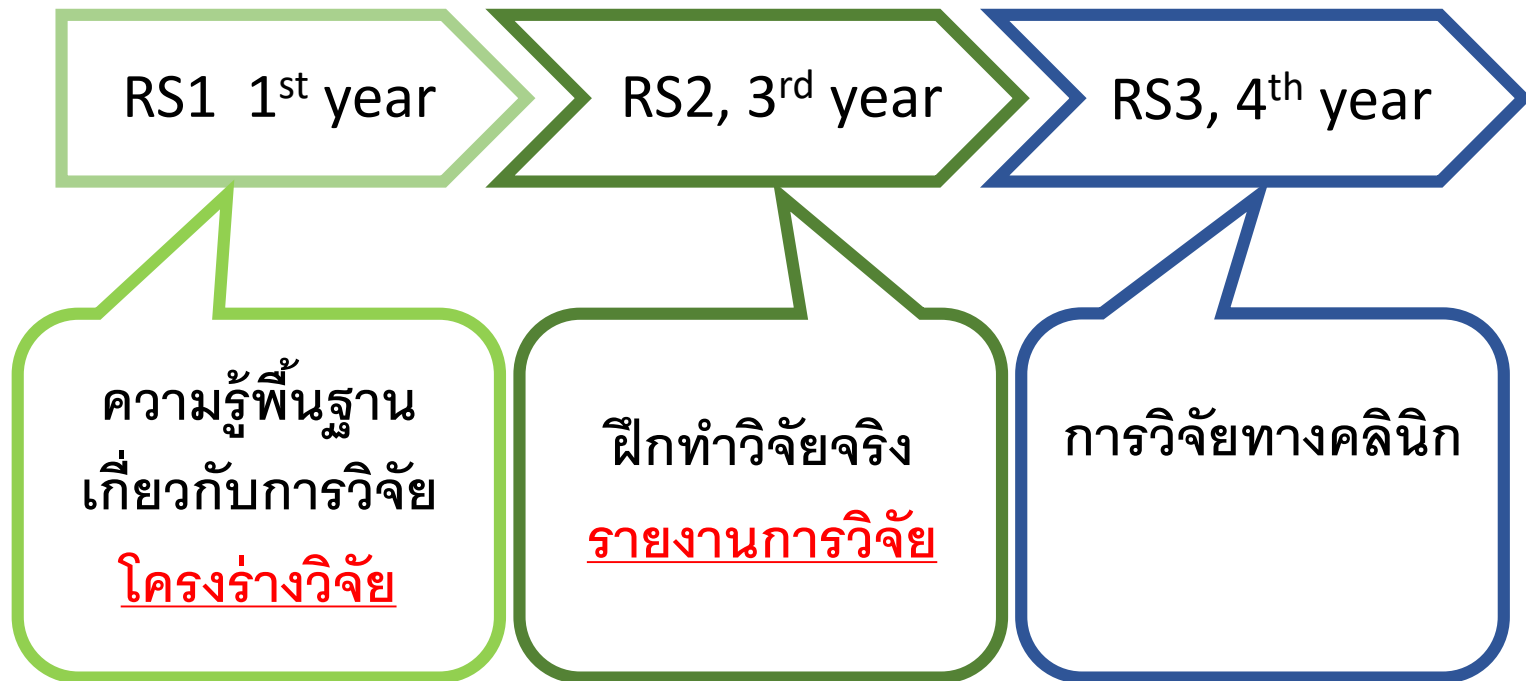 RS1 1st year
RS2, 3rd year
RS3, 4th year
ความรู้พื้นฐาน
เกี่ยวกับการวิจัย
โครงร่างวิจัย
ฝึกทำวิจัยจริง
รายงานการวิจัย
การวิจัยทางคลินิก